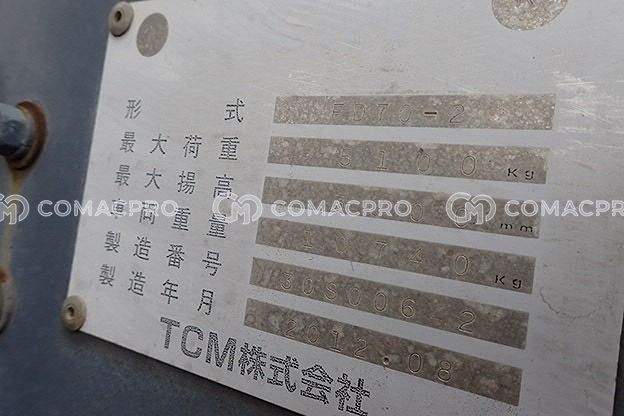 形式 FD70-2
最大荷重 5100 Kg
最大揚高 mm
車両重量 10740 Kg
製造番号
製造年月 2012.08
TCM株式会社
COMACPRO COMACPRO COMACPRO